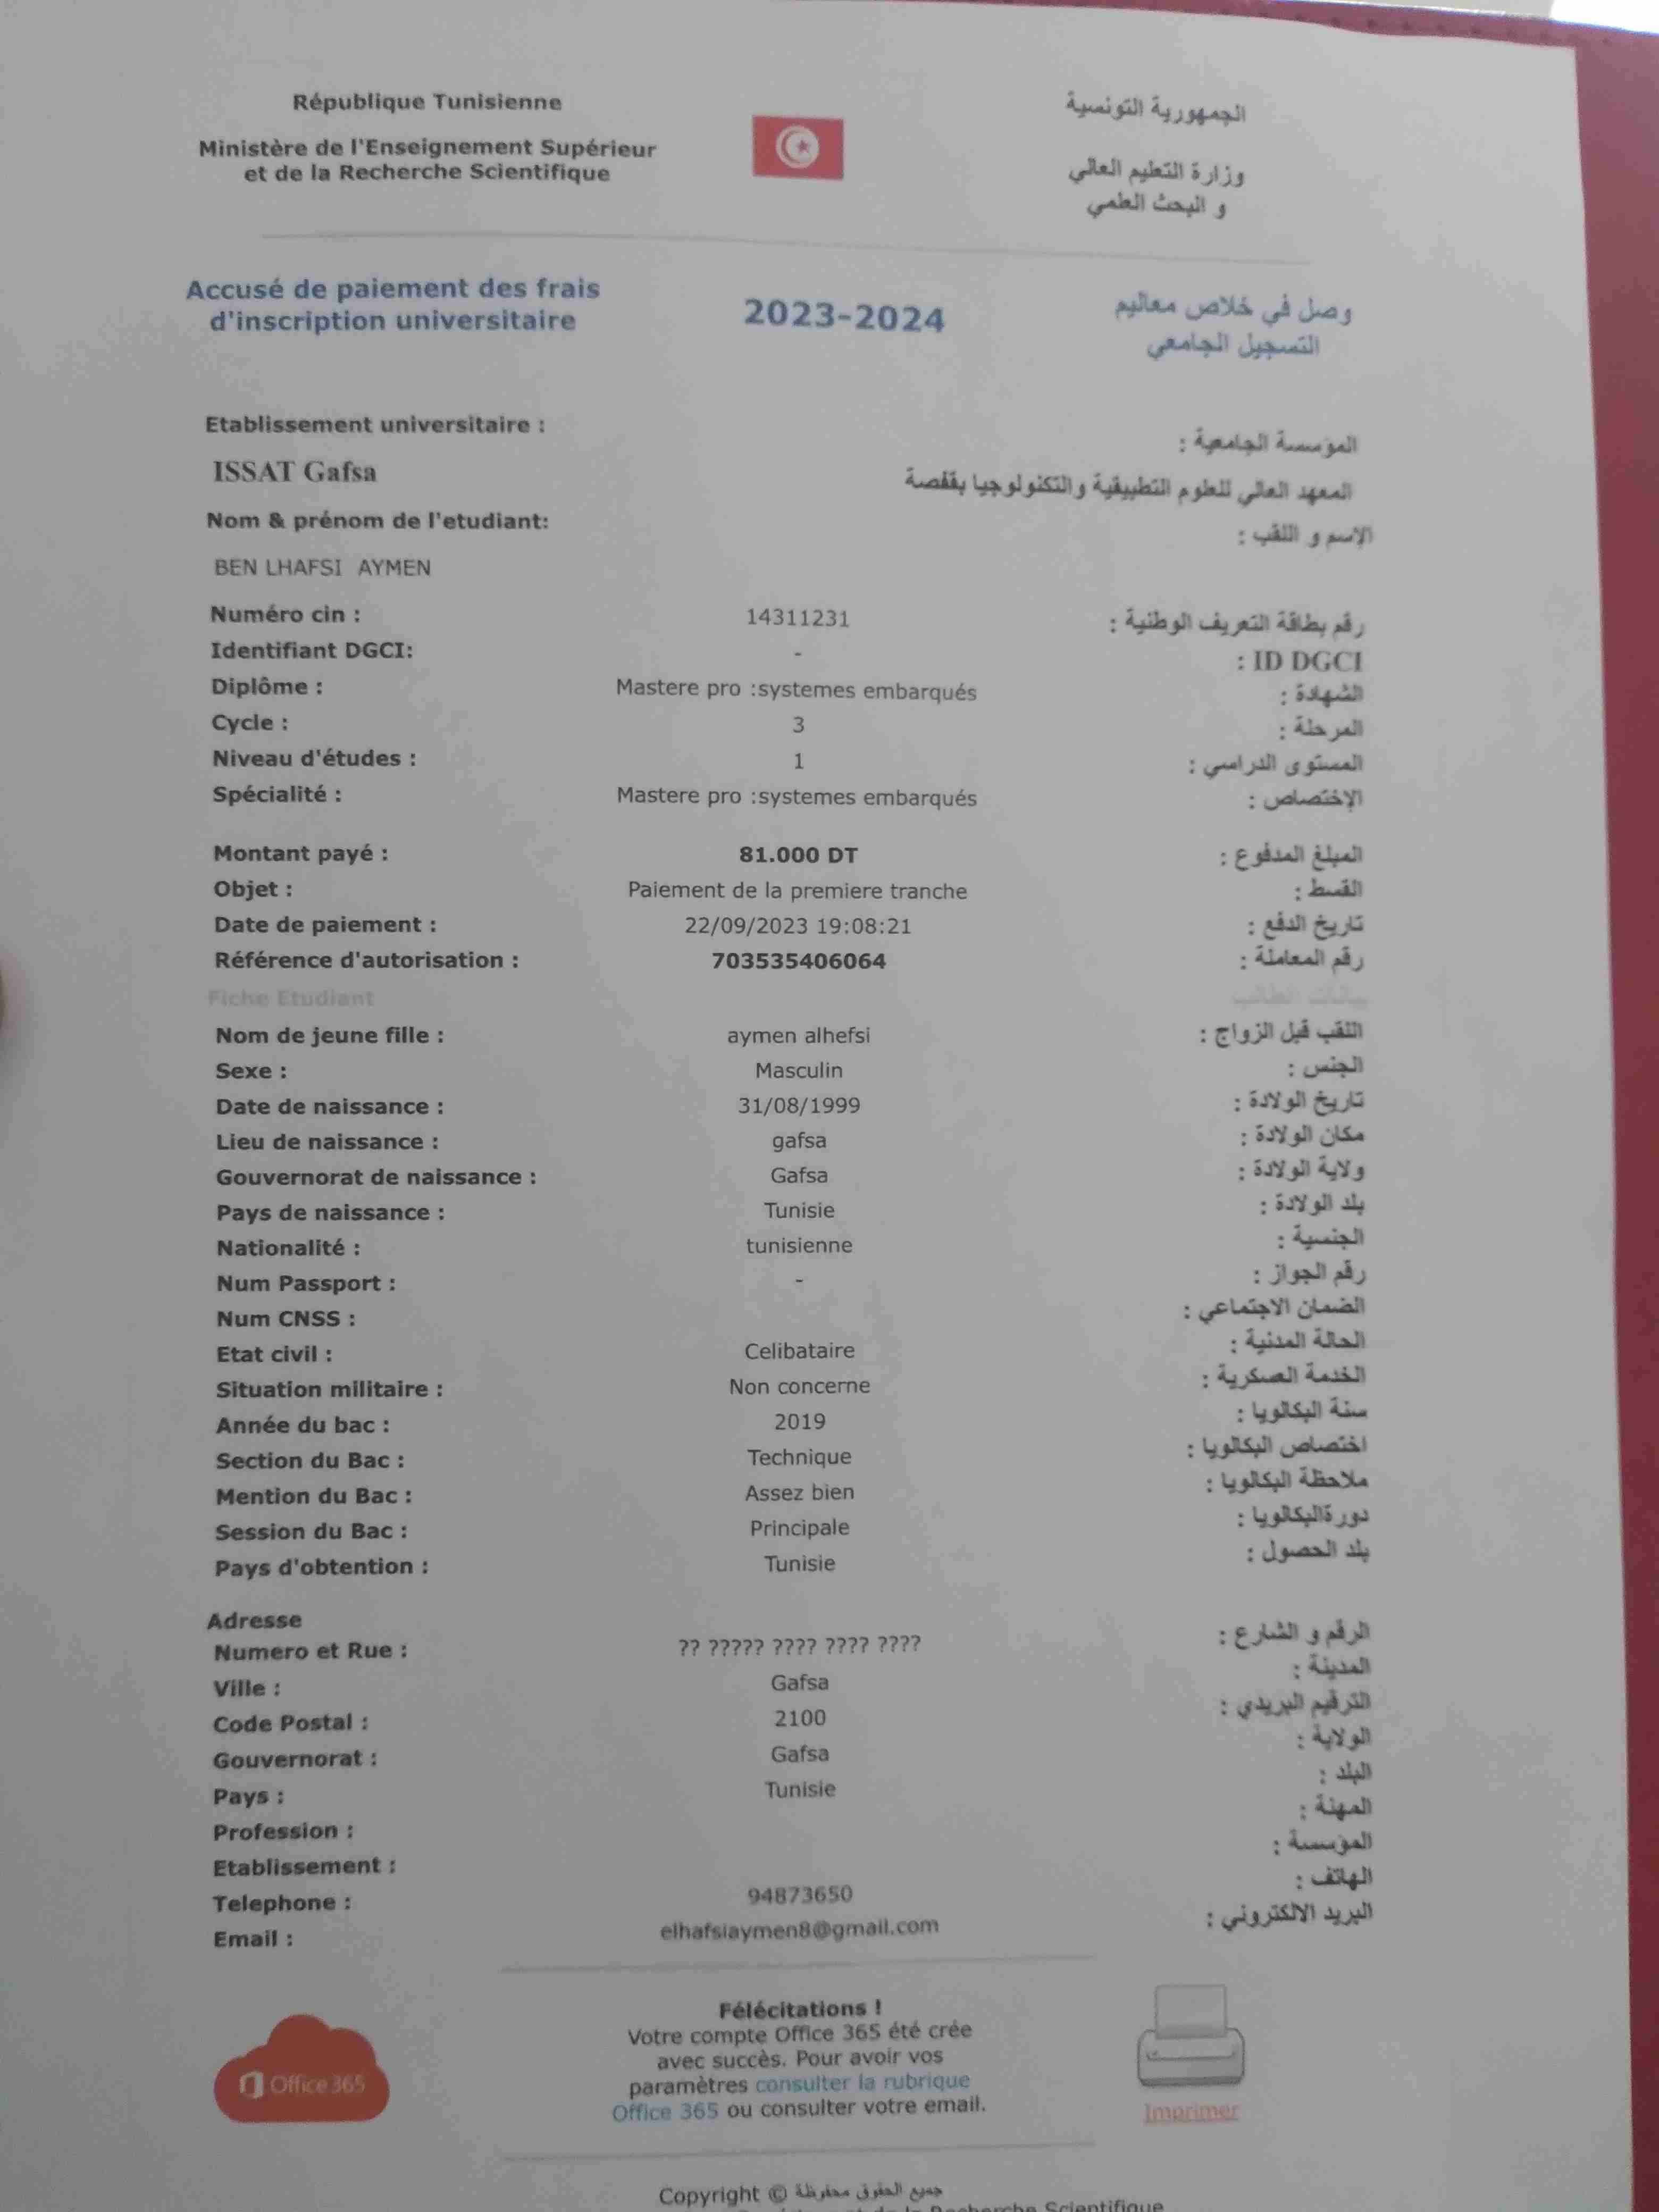 République Tunisienne
الجمهورية التونسية
Ministère de l'Enseignement Supérieur
et de la Recherche Scientifique
وزارة التعليم العالي
و البحث العلمي
Accusé de paiement des frais
d'inscription universitaire
2023-2024
وصل في خلاص معاليم
التسجيل الجامعي
Etablissement universitaire :
المؤسسة الجامعية :
ISSAT Gafsa
المعهد العالي للعلوم التطبيقية والتكنولوجيا بقفصة
Nom & prénom de l'etudiant:
الإسم و اللقب :
BEN LHAFSI AYMEN
Numéro cin : 14311231 رقم بطاقة التعريف الوطنية :
Identifiant DGCI: - ID DGCI :
Diplôme : Mastere pro :systemes embarqués الشهادة :
Cycle : 3 المرحلة :
Niveau d'études : 1 المستوى الدراسي :
Spécialité : Mastere pro :systemes embarqués الإختصاص :
Montant payé : 81.000 DT المبلغ المدفوع :
Objet : Paiement de la premiere tranche القسط :
Date de paiement : 22/09/2023 19:08:21 تاريخ الدفع :
Référence d'autorisation : 703535406064 رقم المعاملة :
Fiche Etudiant بيانات الطالب
Nom de jeune fille : aymen alhefsi اللقب قبل الزواج :
Sexe : Masculin الجنس :
Date de naissance : 31/08/1999 تاريخ الولادة :
Lieu de naissance : gafsa مكان الولادة :
Gouvernorat de naissance : Gafsa ولاية الولادة :
Pays de naissance : Tunisie بلد الولادة :
Nationalité : tunisienne الجنسية :
Num Passport : - رقم الجواز :
Num CNSS : الضمان الاجتماعي :
Etat civil : Celibataire الحالة المدنية :
Situation militaire : Non concerne الخدمة العسكرية :
Année du bac : 2019 سنة البكالويا :
Section du Bac : Technique اختصاص البكالويا :
Mention du Bac : Assez bien ملاحظة البكالويا :
Session du Bac : Principale دورةالبكالويا :
Pays d'obtention : Tunisie بلد الحصول :
Adresse
Numero et Rue : ?? ????? ???? ???? ???? الرقم و الشارع :
Ville : Gafsa المدينة :
Code Postal : 2100 الترقيم البريدي :
Gouvernorat : Gafsa الولاية :
Pays : Tunisie البلد :
Profession : المهنة :
Etablissement : المؤسسة :
Telephone : 94873650 الهاتف :
Email : elhafsiaymen8@gmail.com البريد الالكتروني :
Félécitations !
Votre compte Office 365 été crée
avec succès. Pour avoir vos
paramètres consulter la rubrique
Office 365 ou consulter votre email.
Office 365
Imprimer
Copyright © جميع الحقوق محفوظة
de la Recherche Scientifique